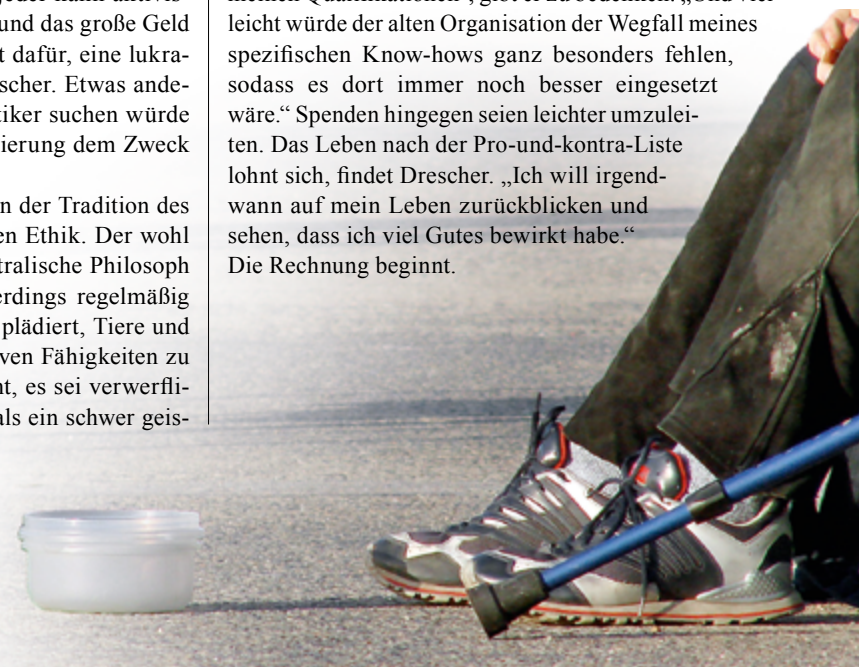 und das große Geld
t dafür, eine lukra-
scher. Etwas ande-
tiker suchen würde
ierung dem Zweck
n der Tradition des
en Ethik. Der wohl
tralische Philosoph
erdings regelmäßig
plädiert, Tiere und
ven Fähigkeiten zu
nt, es sei verwerfli-
als ein schwer geis-
leicht würde der alten Organisation der Wegfall meines
spezifischen Know-hows ganz besonders fehlen,
sodass es dort immer noch besser eingesetzt
wäre.“ Spenden hingegen seien leichter umzulei-
ten. Das Leben nach der Pro-und-kontra-Liste
lohnt sich, findet Drescher. „Ich will irgend-
wann auf mein Leben zurückblicken und
sehen, dass ich viel Gutes bewirkt habe.“
Die Rechnung beginnt.